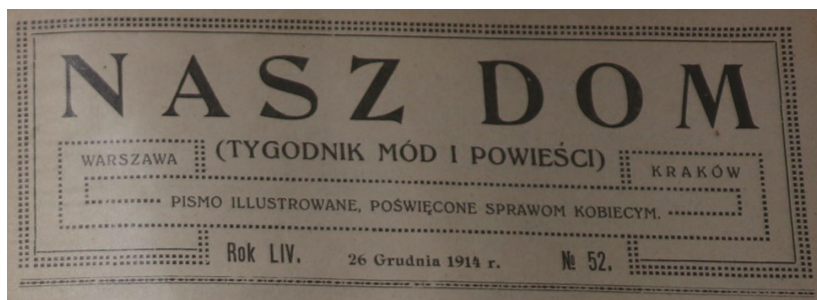 NASZ DOM
(TYGODNIK MÓD I POWIEŚCI)
WARSZAWA
KRAKÓW
PISMO ILLUSTROWANE, POŚWIĘCONE SPRAWOM KOBIECYM.
Rok LIV. 26 Grudnia 1914 r. № 52.